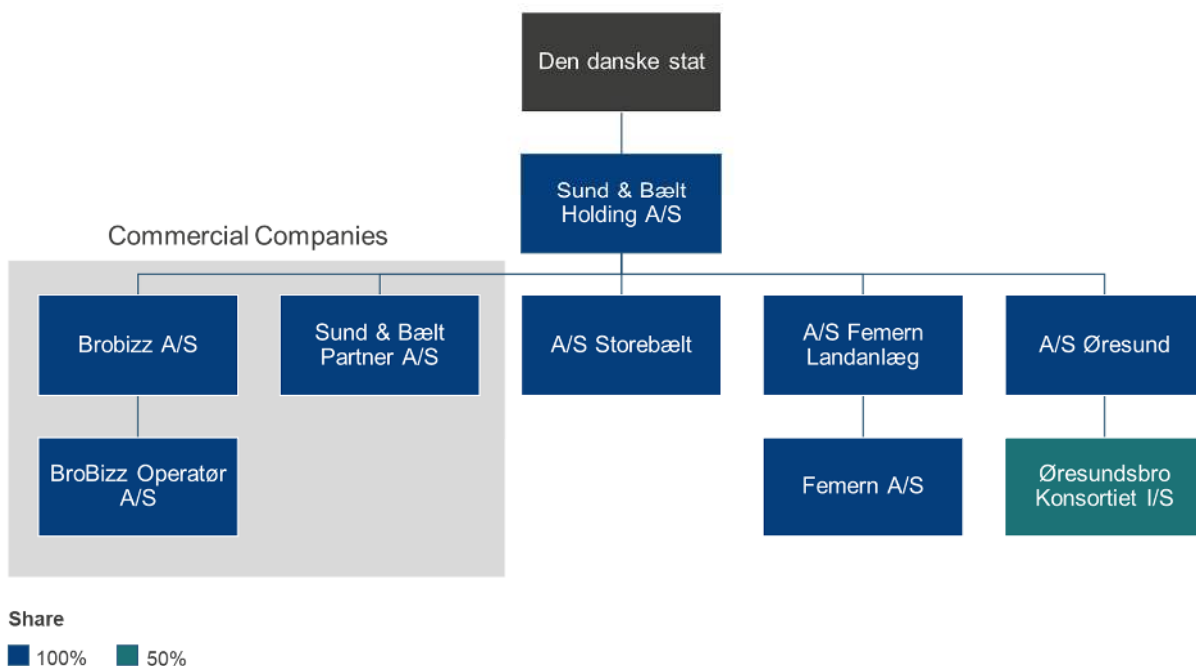 Den danske stat
Sund & Bælt
Holding A/S
Commercial Companies
Brobizz A/S
Sund & Bælt
Partner A/S
A/S Storebælt
A/S Femern
Landanlæg
A/S Øresund
BroBizz Operatør
A/S
Femern A/S
Øresundsbro
Konsortiet I/S
Share
100%
50%